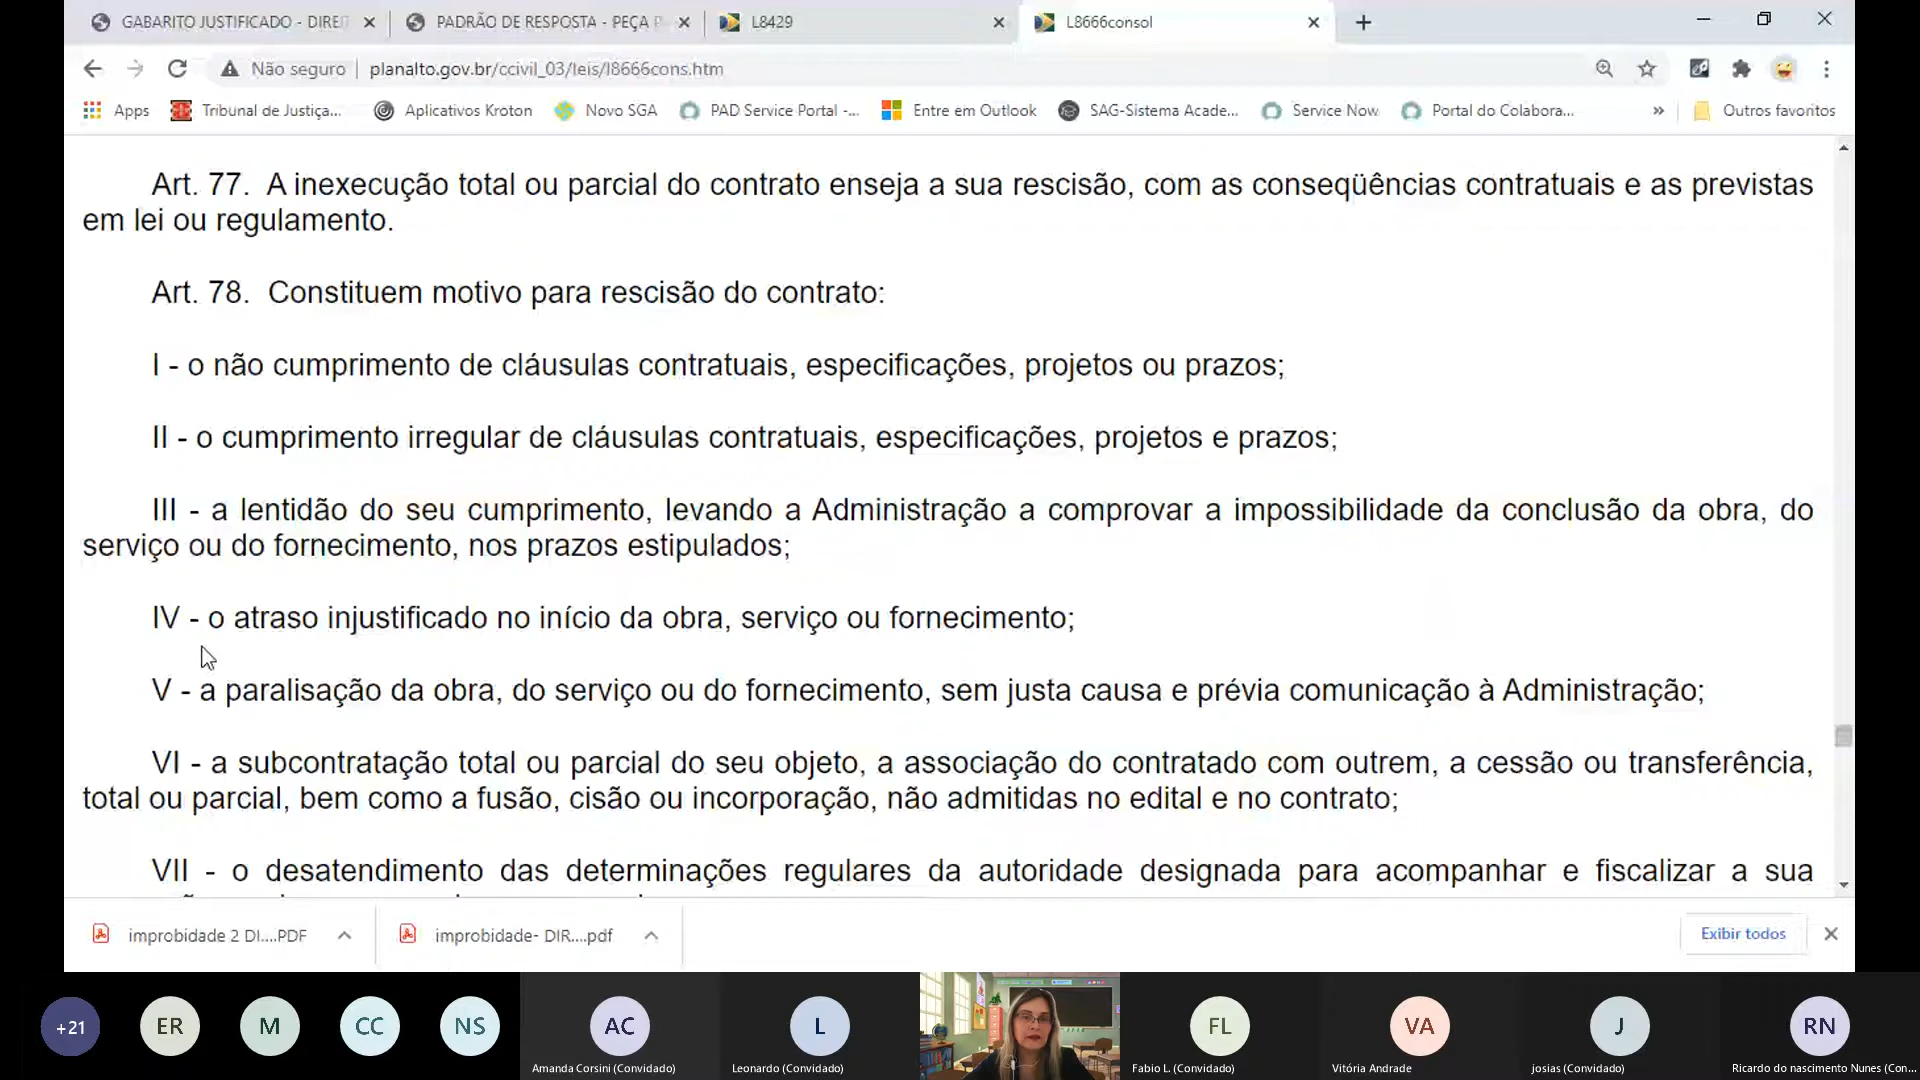 GABARITO JUSTIFICADO - DIREI
PADRÃO DE RESPOSTA - PEÇA P
L8429
L8666consol
Não seguro
planalto.gov.br/ccivil_03/leis/l8666cons.htm
Apps
Tribunal de Justiça...
Aplicativos Kroton
Novo SGA
PAD Service Portal -...
Entre em Outlook
SAG-Sistema Acade...
Service Now
Portal do Colabora...
»
Outros favoritos
Art. 77. A inexecução total ou parcial do contrato enseja a sua rescisão, com as conseqüências contratuais e as previstas
em lei ou regulamento.
Art. 78. Constituem motivo para rescisão do contrato:
I - o não cumprimento de cláusulas contratuais, especificações, projetos ou prazos;
II - o cumprimento irregular de cláusulas contratuais, especificações, projetos e prazos;
III - a lentidão do seu cumprimento, levando a Administração a comprovar a impossibilidade da conclusão da obra, do
serviço ou do fornecimento, nos prazos estipulados;
IV - o atraso injustificado no início da obra, serviço ou fornecimento;
V - a paralisação da obra, do serviço ou do fornecimento, sem justa causa e prévia comunicação à Administração;
VI - a subcontratação total ou parcial do seu objeto, a associação do contratado com outrem, a cessão ou transferência,
total ou parcial, bem como a fusão, cisão ou incorporação, não admitidas no edital e no contrato;
VII - o desatendimento das determinações regulares da autoridade designada para acompanhar e fiscalizar a sua
improbidade 2 DI....PDF
improbidade- DIR....pdf
Exibir todos
+21
ER
M
CC
NS
AC
L
FL
VA
J
RN
Amanda Corsini (Convidado)
Leonardo (Convidado)
Fabio L. (Convidado)
Vitória Andrade
josias (Convidado)
Ricardo do nascimento Nunes (Con...